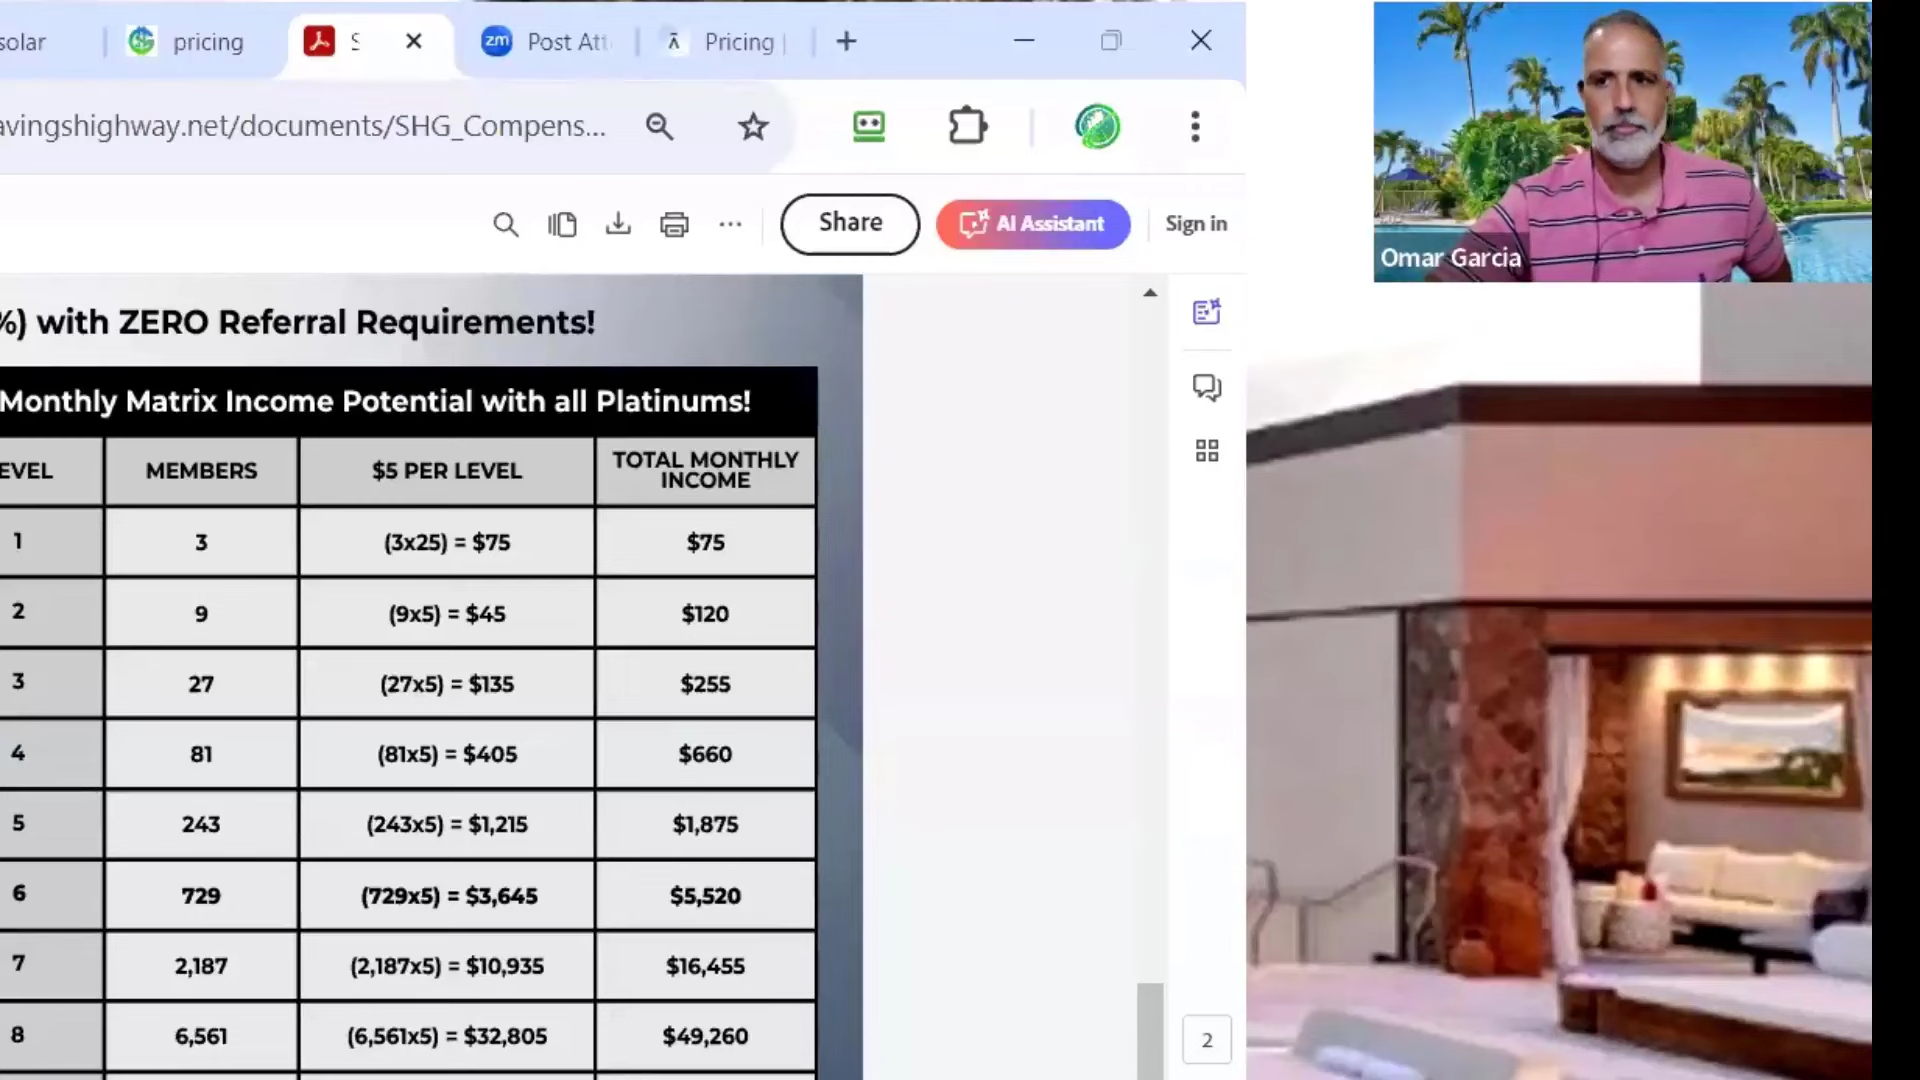 solar
pricing
S
zm
Post Att
Pricing |
avingshighway.net/documents/SHG_Compens...
Share
AI Assistant
Sign in
Omar Garcia
%) with ZERO Referral Requirements!
Monthly Matrix Income Potential with all Platinums!
EVEL MEMBERS $5 PER LEVEL TOTAL MONTHLY INCOME
1 3 (3x25) = $75 $75
2 9 (9x5) = $45 $120
3 27 (27x5) = $135 $255
4 81 (81x5) = $405 $660
5 243 (243x5) = $1,215 $1,875
6 729 (729x5) = $3,645 $5,520
7 2,187 (2,187x5) = $10,935 $16,455
8 6,561 (6,561x5) = $32,805 $49,260
2